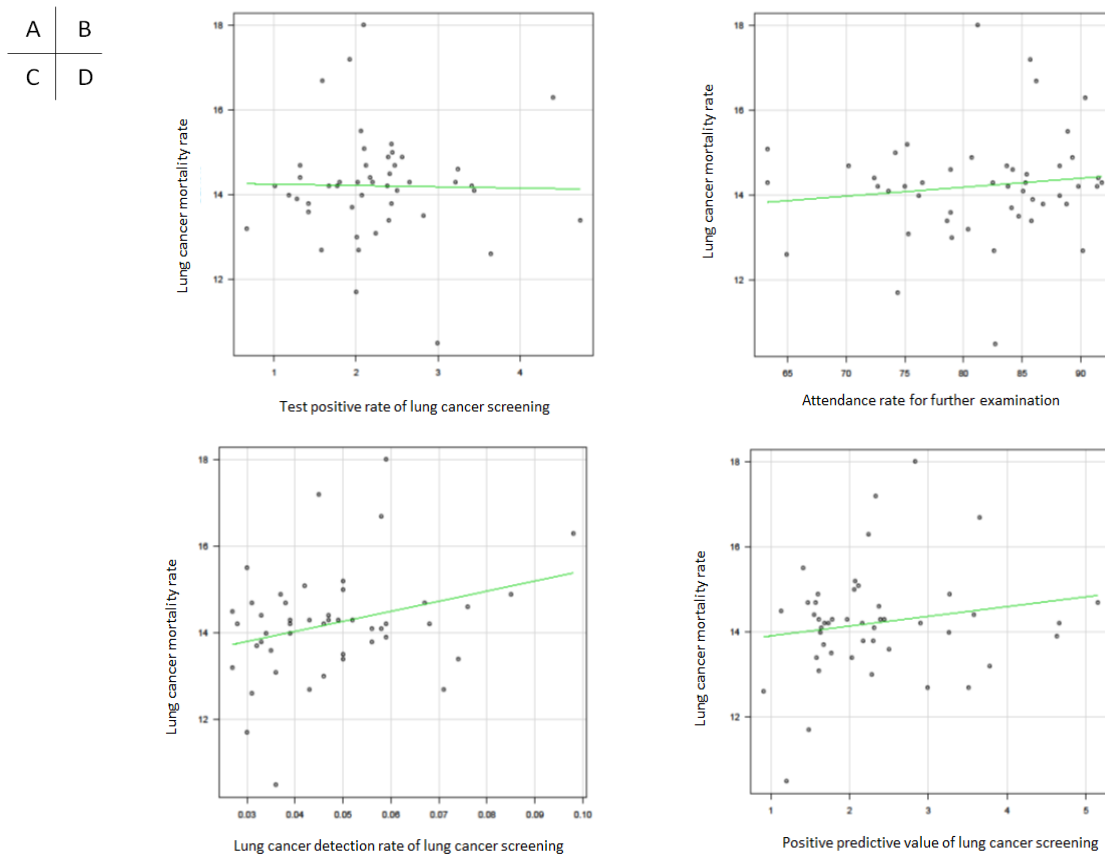 A B
C D
Lung cancer mortality rate
18
16
14
12
1 2 3 4
Test positive rate of lung cancer screening
Lung cancer mortality rate
18
16
14
12
65 70 75 80 85 90
Attendance rate for further examination
Lung cancer mortality rate
18
16
14
12
0.03 0.04 0.05 0.06 0.07 0.08 0.09 0.10
Lung cancer detection rate of lung cancer screening
Lung cancer mortality rate
18
16
14
12
1 2 3 4 5
Positive predictive value of lung cancer screening